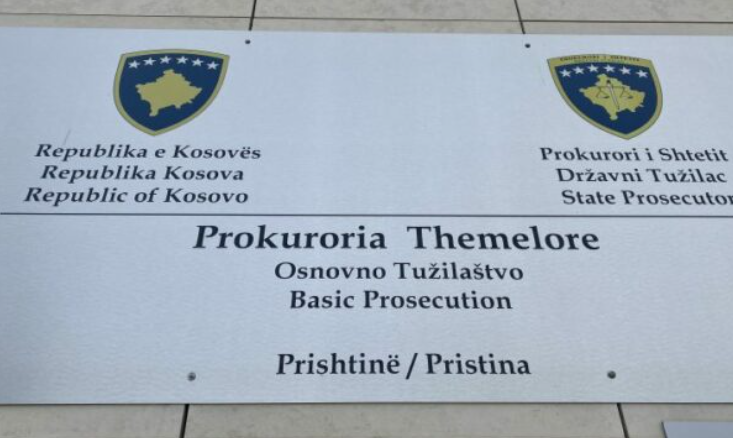 Republika e Kosovës
Republika Kosova
Republic of Kosovo
Prokurori i Shtetit
Državni Tužilac
State Prosecutor
Prokuroria Themelore
Osnovno Tužilaštvo
Basic Prosecution
Prishtinë / Pristina